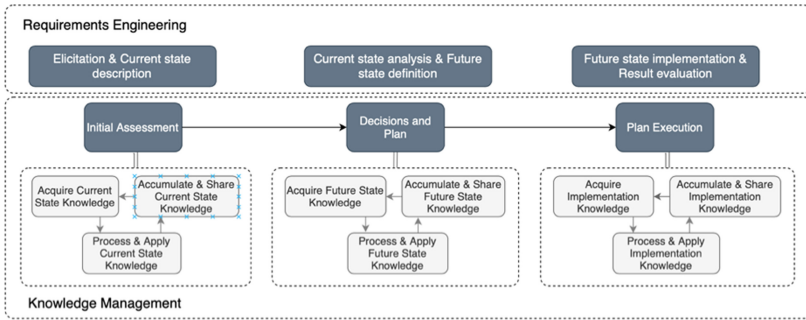 Requirements Engineering
Elicitation & Current state
description
Current state analysis & Future
state definition
Future state implementation &
Result evaluation
Initial Assessment
Decisions and
Plan
Plan Execution
Acquire Current
State Knowledge
Accumulate & Share
Current State
Knowledge
Process & Apply
Current State
Knowledge
Acquire Future State
Knowledge
Accumulate & Share
Future State
Knowledge
Process & Apply
Future State
Knowledge
Acquire
Implementation
Knowledge
Accumulate & Share
Implementation
Knowledge
Process & Apply
Implementation
Knowledge
Knowledge Management